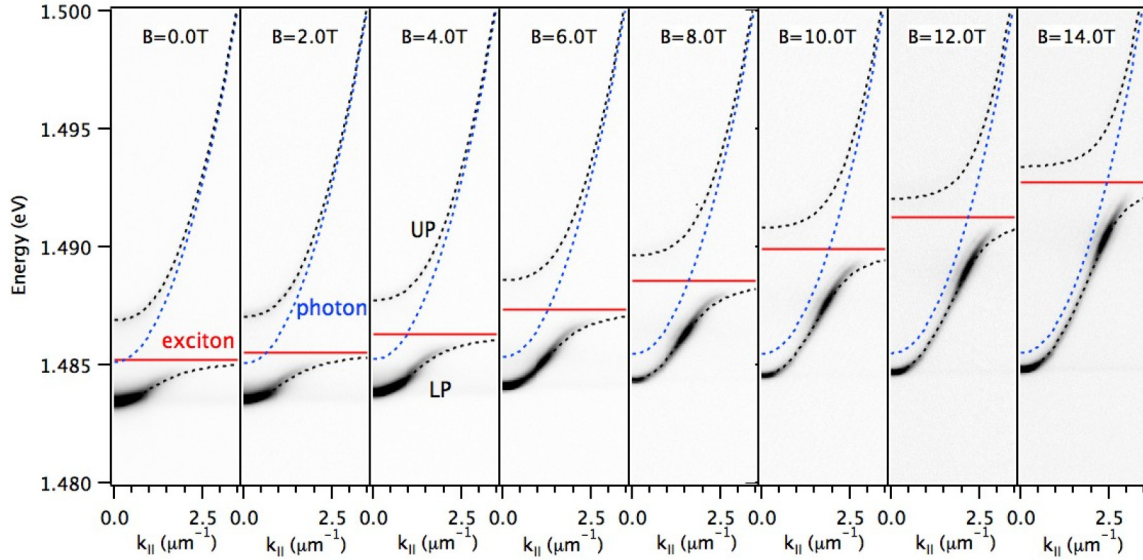 1.500
1.495
1.490
1.485
1.480
Energy (eV)
B=0.0T
B=2.0T
B=4.0T
B=6.0T
B=8.0T
B=10.0T
B=12.0T
B=14.0T
UP
photon
exciton
LP
0.0 2.5
0.0 2.5
0.0 2.5
0.0 2.5
0.0 2.5
0.0 2.5
0.0 2.5
0.0 2.5
k|| (μm⁻¹)
k|| (μm⁻¹)
k|| (μm⁻¹)
k|| (μm⁻¹)
k|| (μm⁻¹)
k|| (μm⁻¹)
k|| (μm⁻¹)
k|| (μm⁻¹)